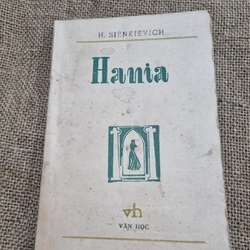 H. SIENKIEVICH
Hania
vh
VĂN HỌC